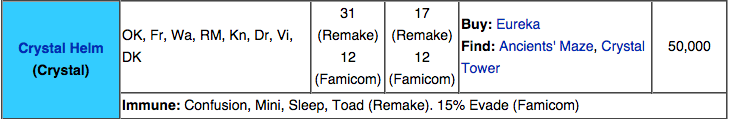 Crystal Helm
(Crystal)
OK, Fr, Wa, RM, Kn, Dr, Vi,
DK
31
(Remake)
12
(Famicom)
17
(Remake)
12
(Famicom)
Buy: Eureka
Find: Ancients' Maze, Crystal
Tower
50,000
Immune: Confusion, Mini, Sleep, Toad (Remake). 15% Evade (Famicom)